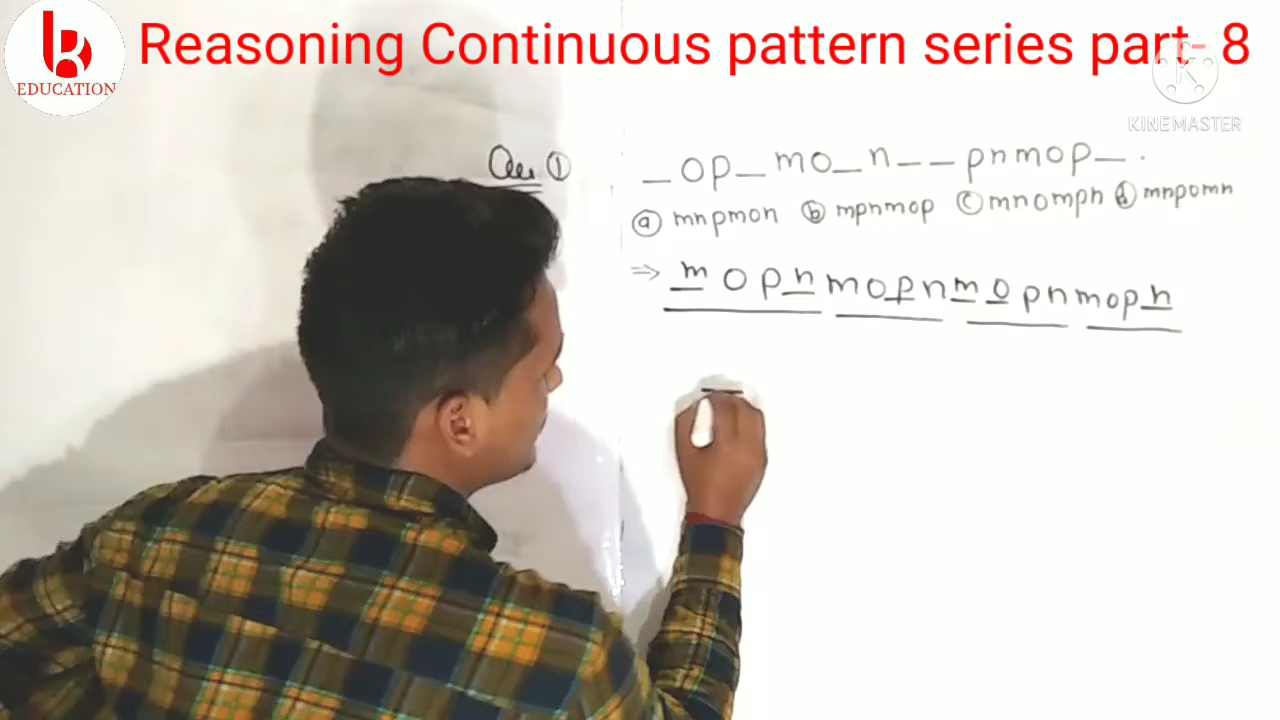 Reasoning Continuous pattern series part - 8
EDUCATION
KINEMASTER
Que ① _ op _ mo _ n _ _ pnmop _ .
ⓐ mnpmon ⓑ mpnmop ⓒ mnompn ⓓ mnpomn
⇒ m o p n m o p n m o p n m o p n